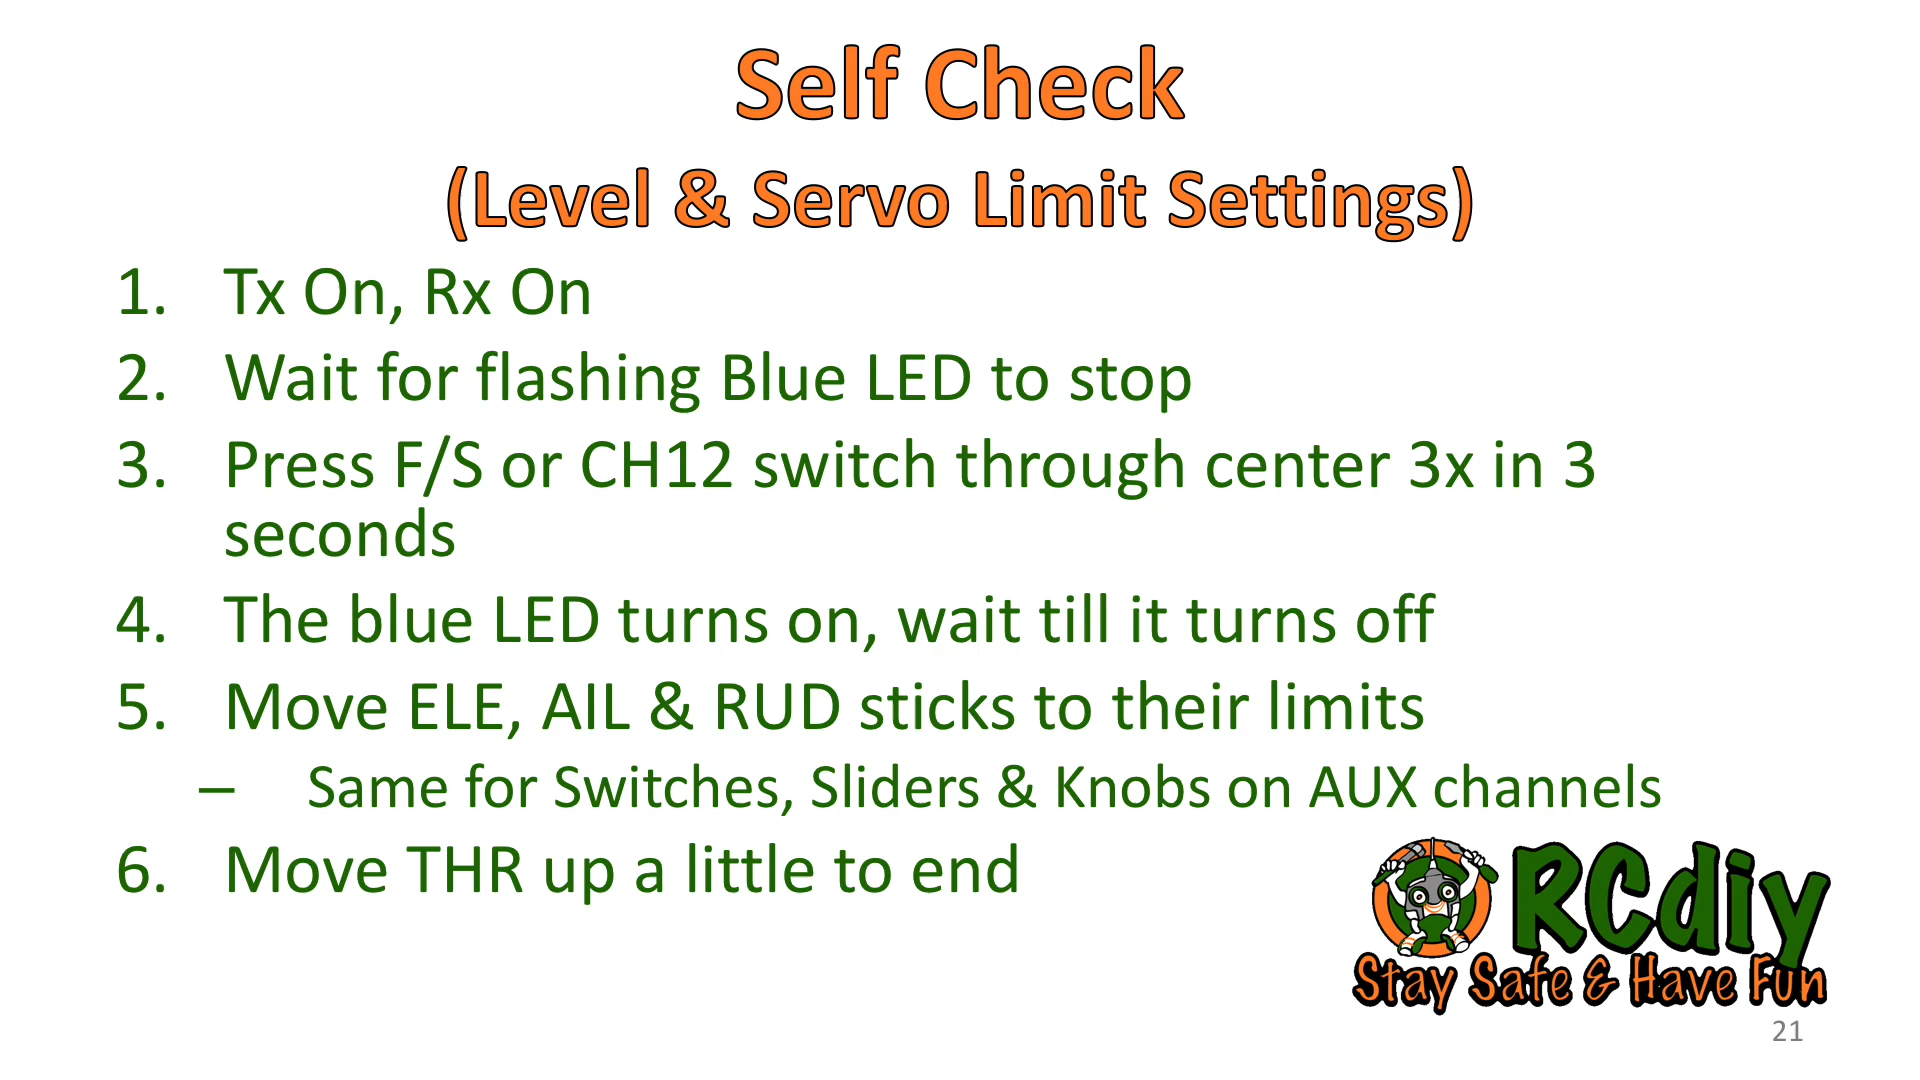 Self Check
(Level & Servo Limit Settings)
1. Tx On, Rx On
2. Wait for flashing Blue LED to stop
3. Press F/S or CH12 switch through center 3x in 3
seconds
4. The blue LED turns on, wait till it turns off
5. Move ELE, AIL & RUD sticks to their limits
– Same for Switches, Sliders & Knobs on AUX channels
6. Move THR up a little to end
RCdiy
Stay Safe & Have Fun
21